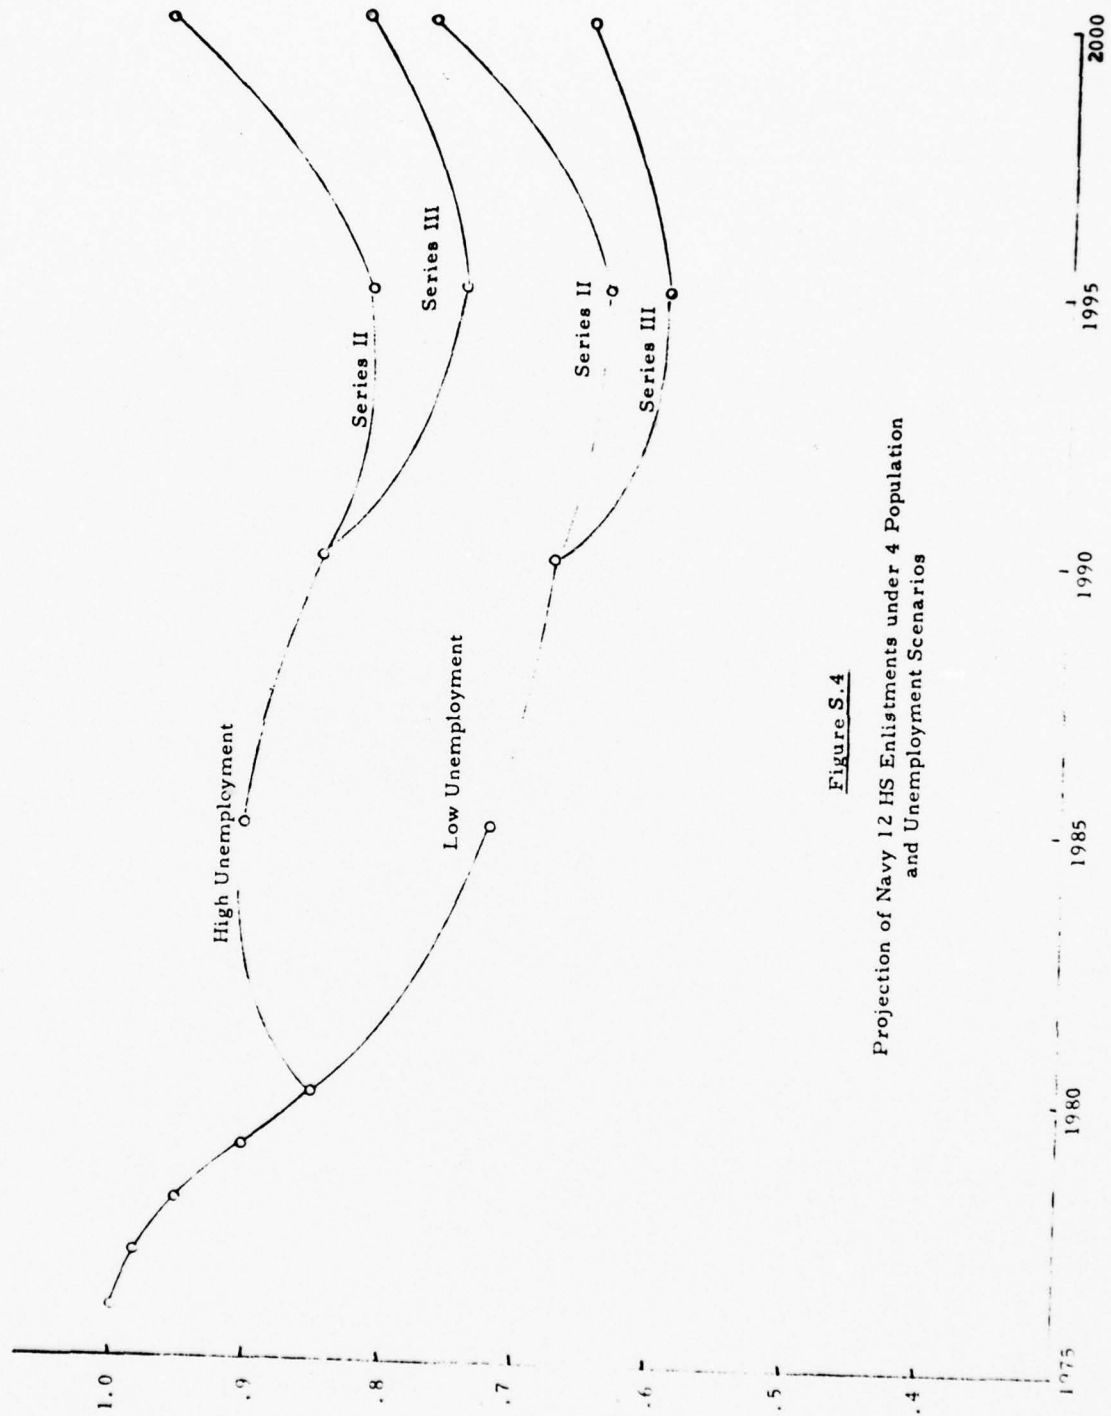 1.0
.9
.8
.7
.6
.5
.4
High Unemployment
Low Unemployment
Series II
Series III
Series II
Series III
1975
1980
1985
1990
1995
2000
Figure S.4
Projection of Navy 12 HS Enlistments under 4 Population
and Unemployment Scenarios